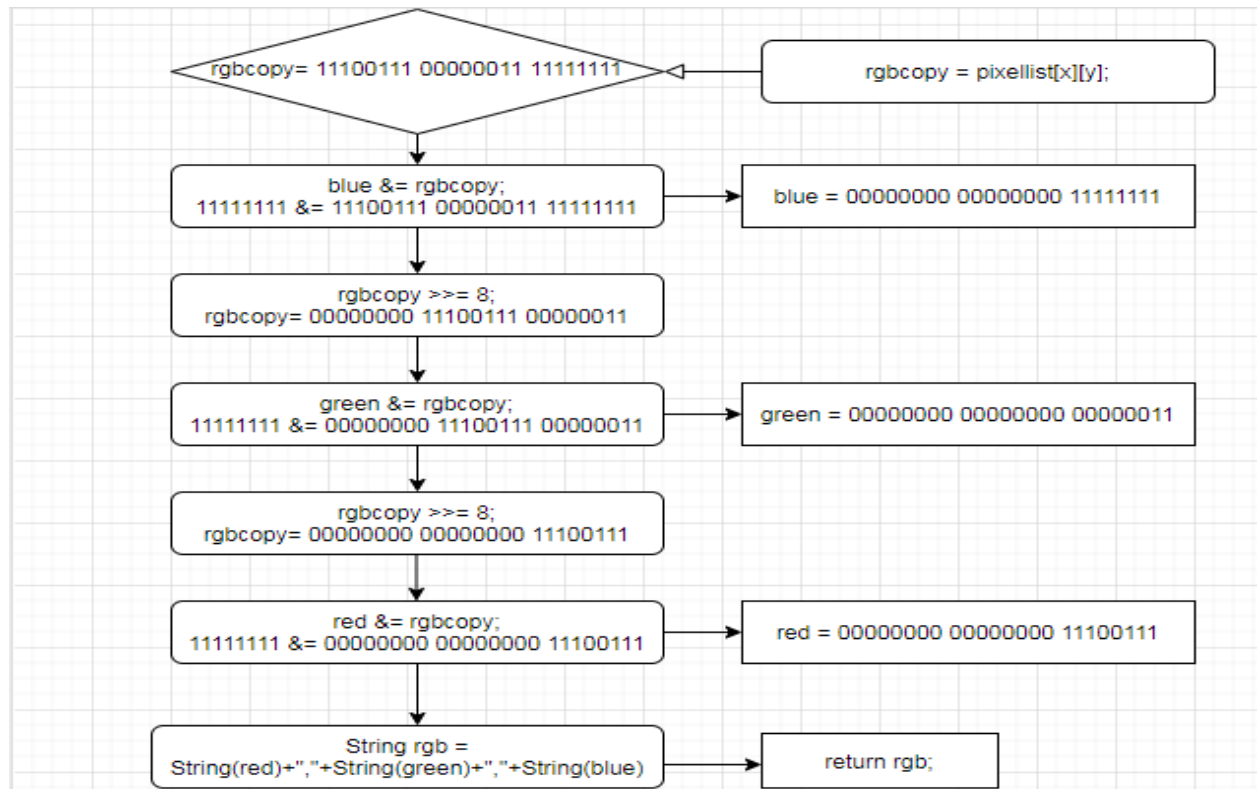 rgbcopy= 11100111 00000011 11111111
rgbcopy = pixellist[x][y];
blue &= rgbcopy;
11111111 &= 11100111 00000011 11111111
blue = 00000000 00000000 11111111
rgbcopy >>= 8;
rgbcopy= 00000000 11100111 00000011
green &= rgbcopy;
11111111 &= 00000000 11100111 00000011
green = 00000000 00000000 00000011
rgbcopy >>= 8;
rgbcopy= 00000000 00000000 11100111
red &= rgbcopy;
11111111 &= 00000000 00000000 11100111
red = 00000000 00000000 11100111
String rgb =
String(red)+","+String(green)+","+String(blue)
return rgb;